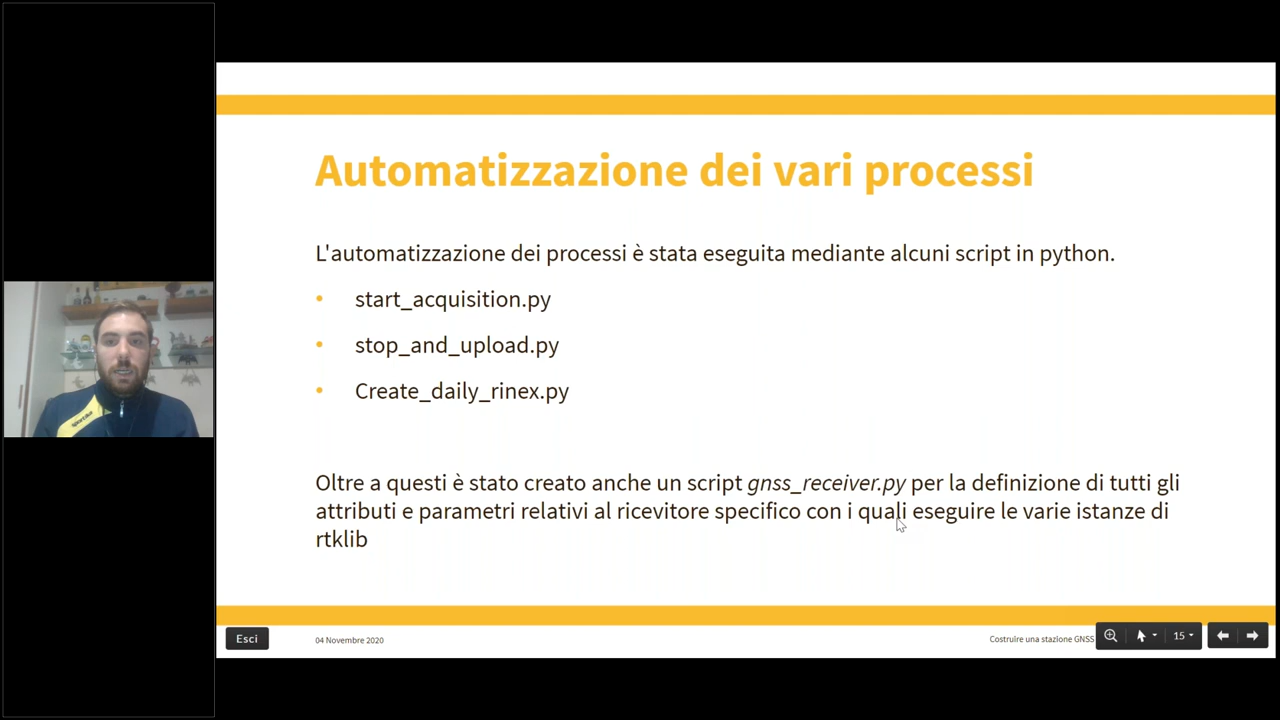 Automatizzazione dei vari processi
L'automatizzazione dei processi è stata eseguita mediante alcuni script in python.
• start_acquisition.py
• stop_and_upload.py
• Create_daily_rinex.py
Oltre a questi è stato creato anche un script gnss_receiver.py per la definizione di tutti gli
attributi e parametri relativi al ricevitore specifico con i quali eseguire le varie istanze di
rtklib
Esci
04 Novembre 2020
Costruire una stazione GNSS
15
sportika